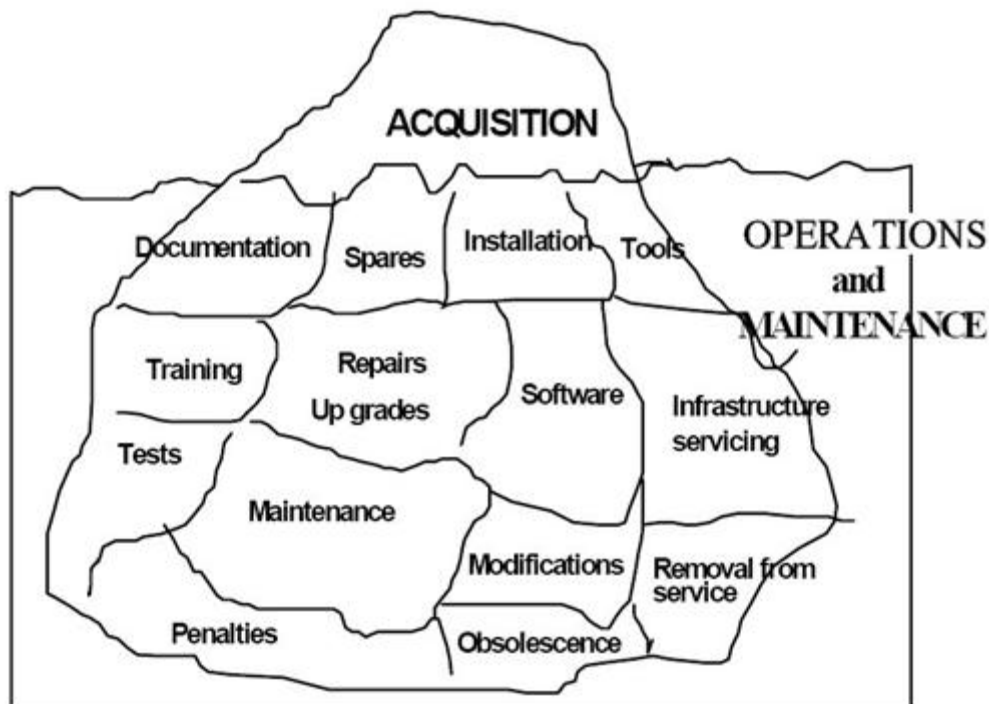 ACQUISITION
Documentation
Spares
Installation
Tools
OPERATIONS
and
MAINTENANCE
Training
Repairs
Up grades
Software
Infrastructure
servicing
Tests
Maintenance
Modifications
Removal from
service
Penalties
Obsolescence